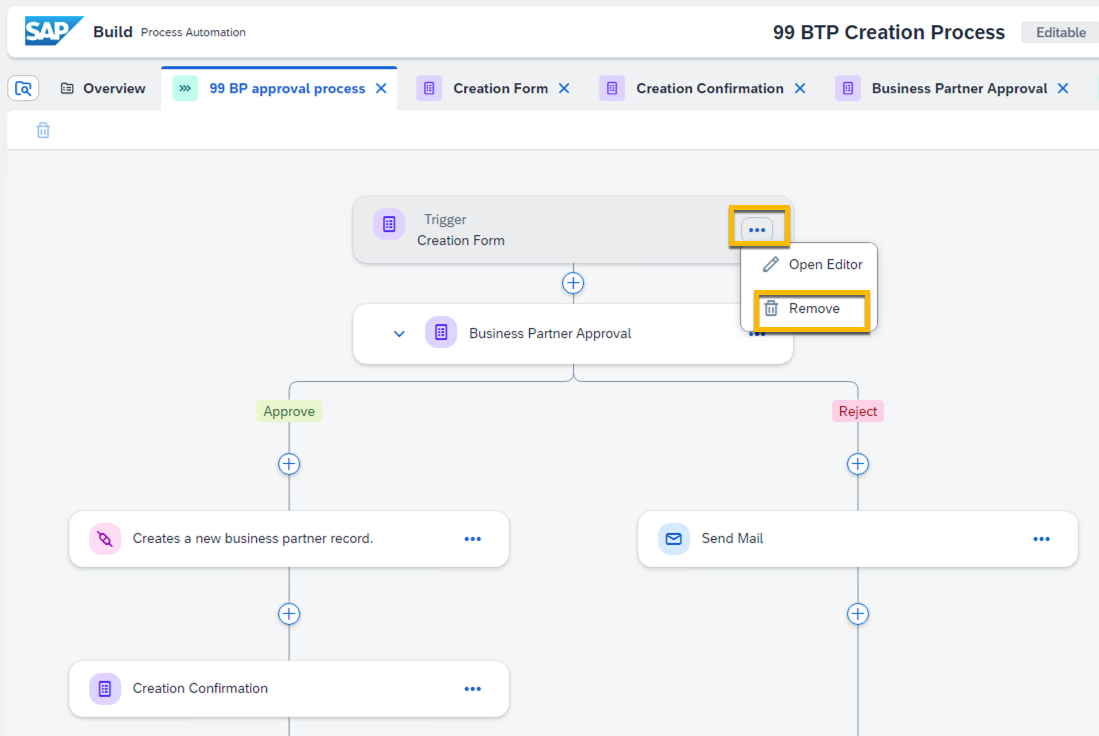 SAP Build Process Automation 99 BTP Creation Process Editable
Overview 99 BP approval process Creation Form Creation Confirmation Business Partner Approval
Trigger
Creation Form
Open Editor
Remove
Business Partner Approval
Approve Reject
Creates a new business partner record. Send Mail
Creation Confirmation